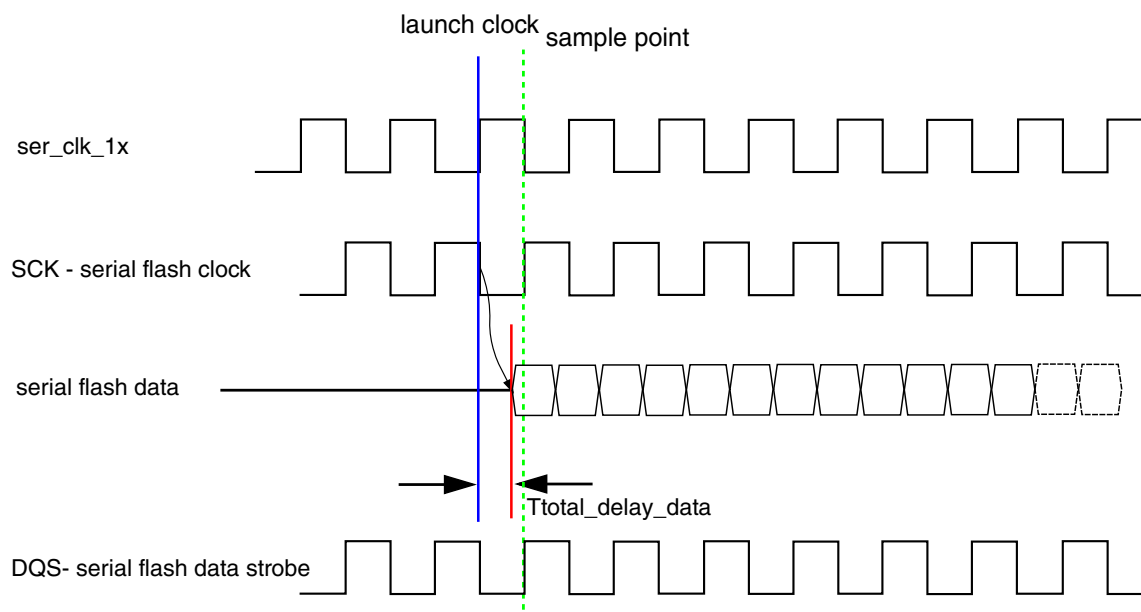 launch clock
sample point
ser_clk_1x
SCK - serial flash clock
serial flash data
Ttotal_delay_data
DQS- serial flash data strobe